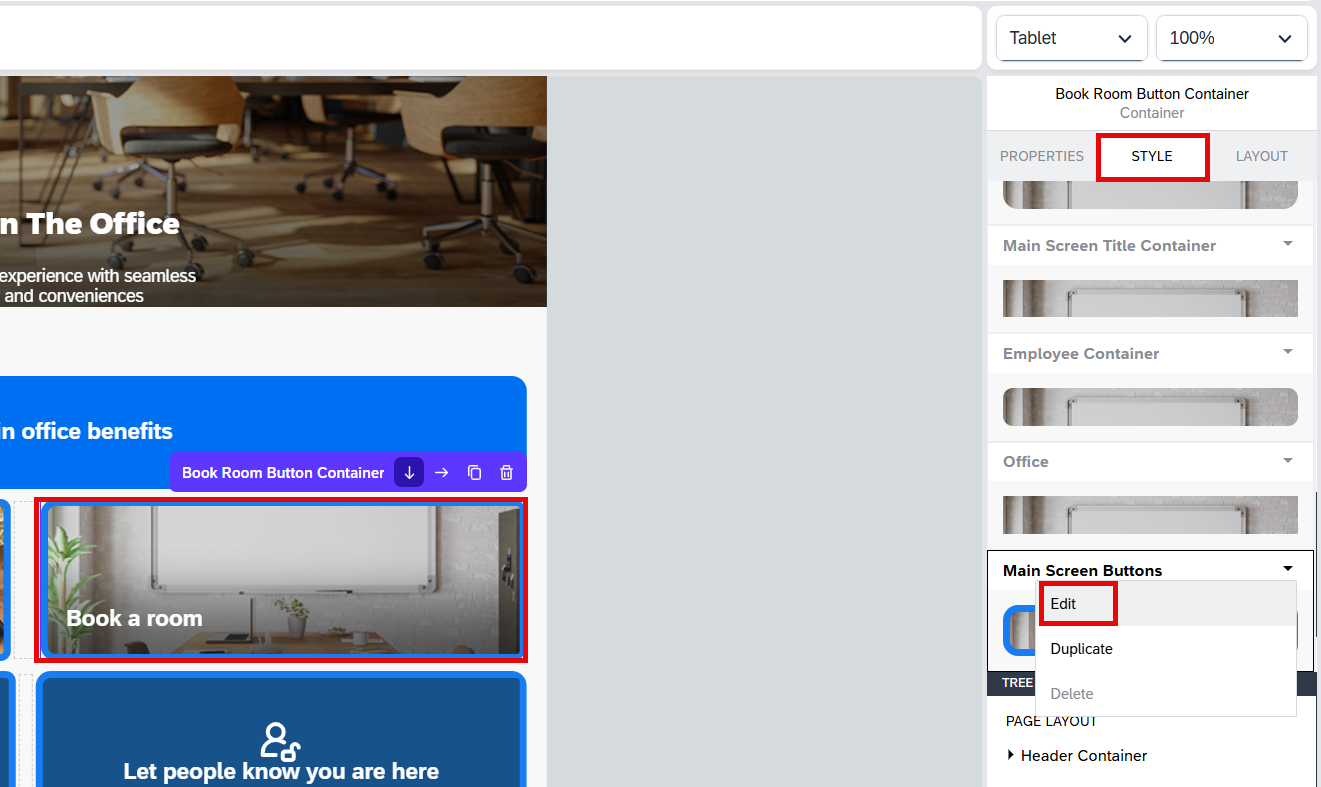 Tablet
100%
Book Room Button Container
Container
PROPERTIES
STYLE
LAYOUT
n The Office
experience with seamless
and conveniences
in office benefits
Book Room Button Container
Book a room
Let people know you are here
Main Screen Title Container
Employee Container
Office
Main Screen Buttons
Edit
Duplicate
Delete
TREE
PAGE LAYOUT
Header Container